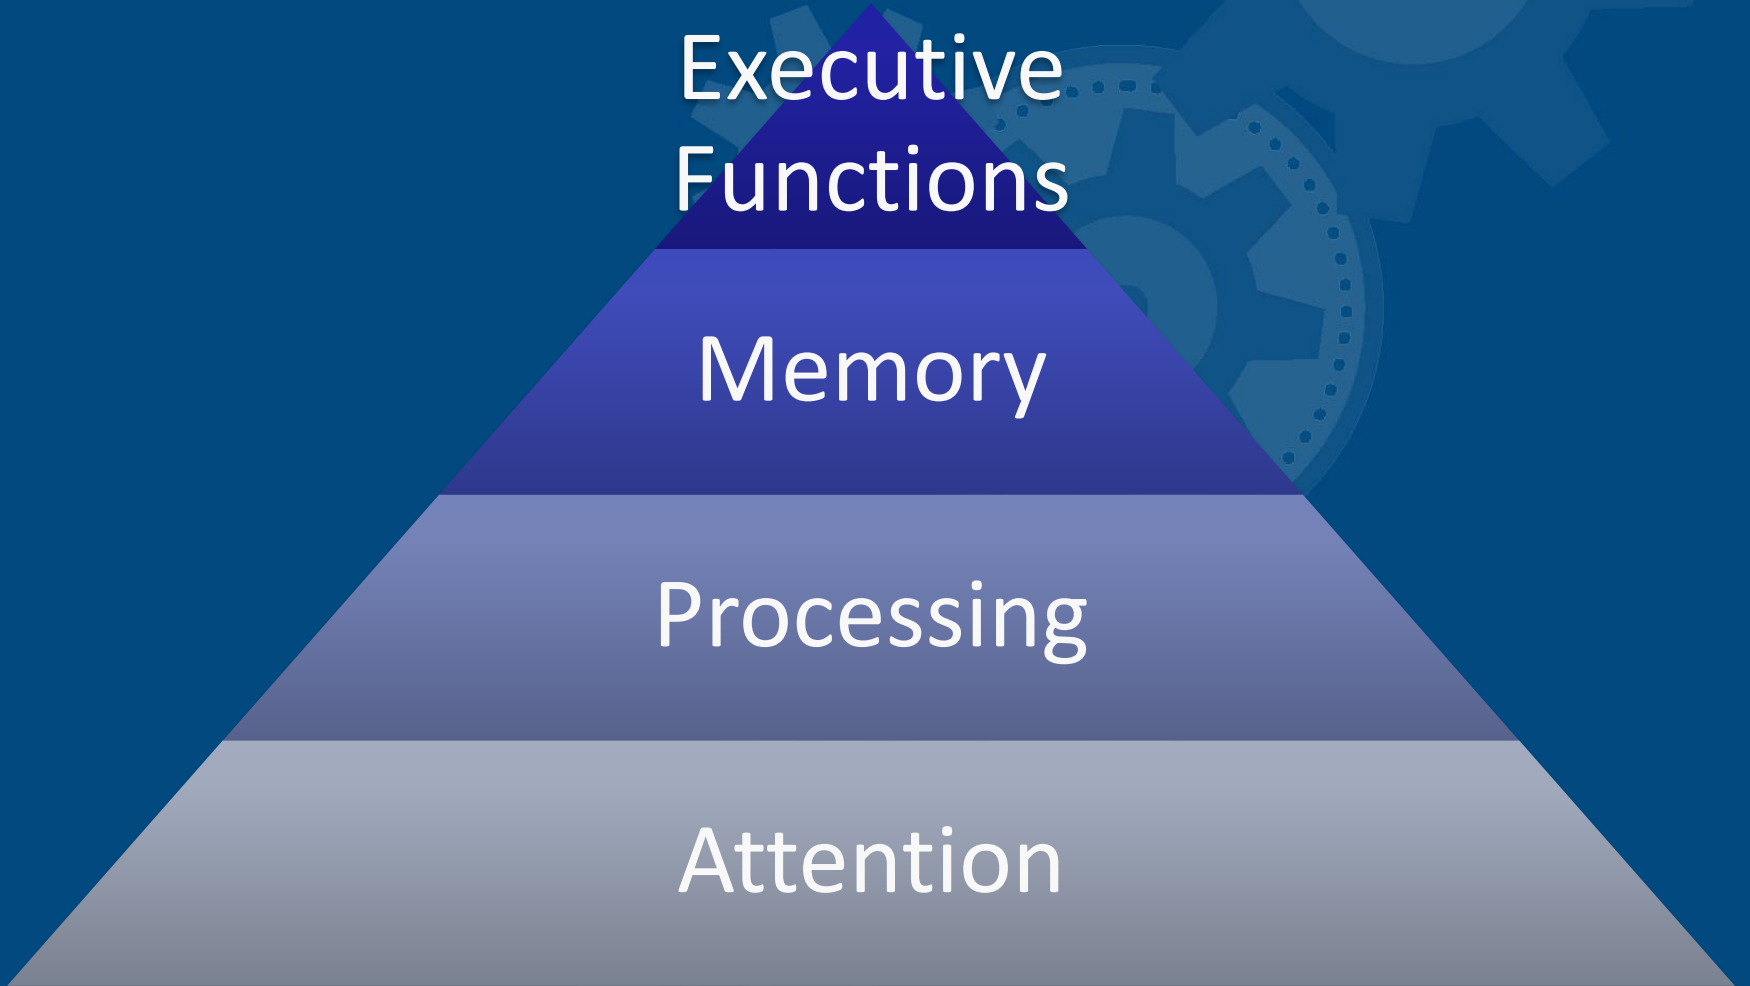 Executive
Functions
Memory
Processing
Attention